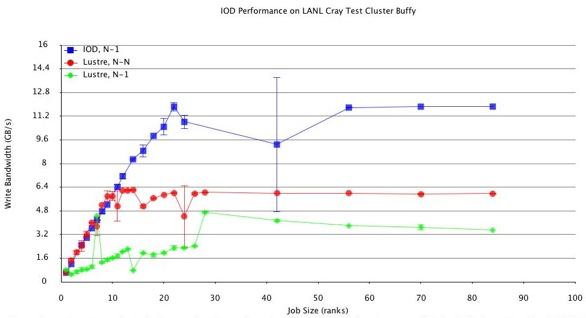 IOD Performance on LANL Cray Test Cluster Buffy
16
14.4
12.8
11.2
9.6
8
6.4
4.8
3.2
1.6
0
Write Bandwidth (GB/s)
IOD, N-1
Lustre, N-N
Lustre, N-1
0 10 20 30 40 50 60 70 80 90 100
Job Size (ranks)